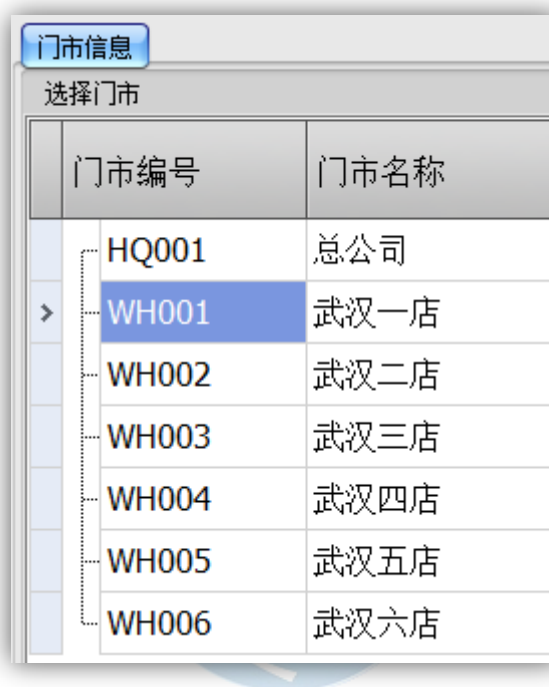 门市信息
选择门市
门市编号 门市名称
HQ001 总公司
WH001 武汉一店
WH002 武汉二店
WH003 武汉三店
WH004 武汉四店
WH005 武汉五店
WH006 武汉六店